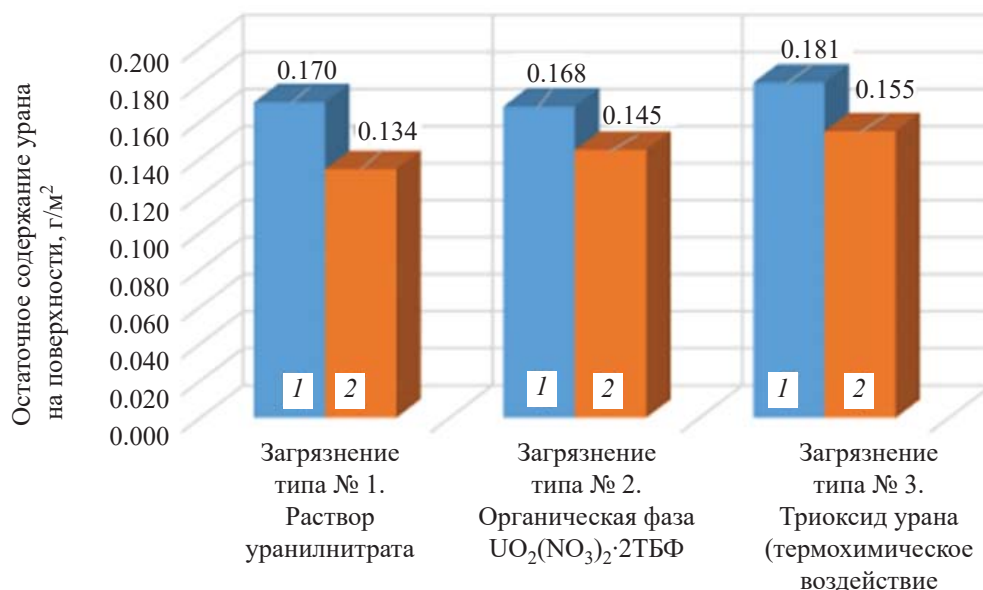 Остаточное содержание урана
на поверхности, г/м²
0.200
0.180
0.160
0.140
0.120
0.100
0.080
0.060
0.040
0.020
0.000
0.170
0.134
0.168
0.145
0.181
0.155
1
2
1
2
1
2
Загрязнение
типа № 1.
Раствор
уранилнитрата
Загрязнение
типа № 2.
Органическая фаза
UO₂(NO₃)₂·2ТБФ
Загрязнение
типа № 3.
Триоксид урана
(термохимическое
воздействие